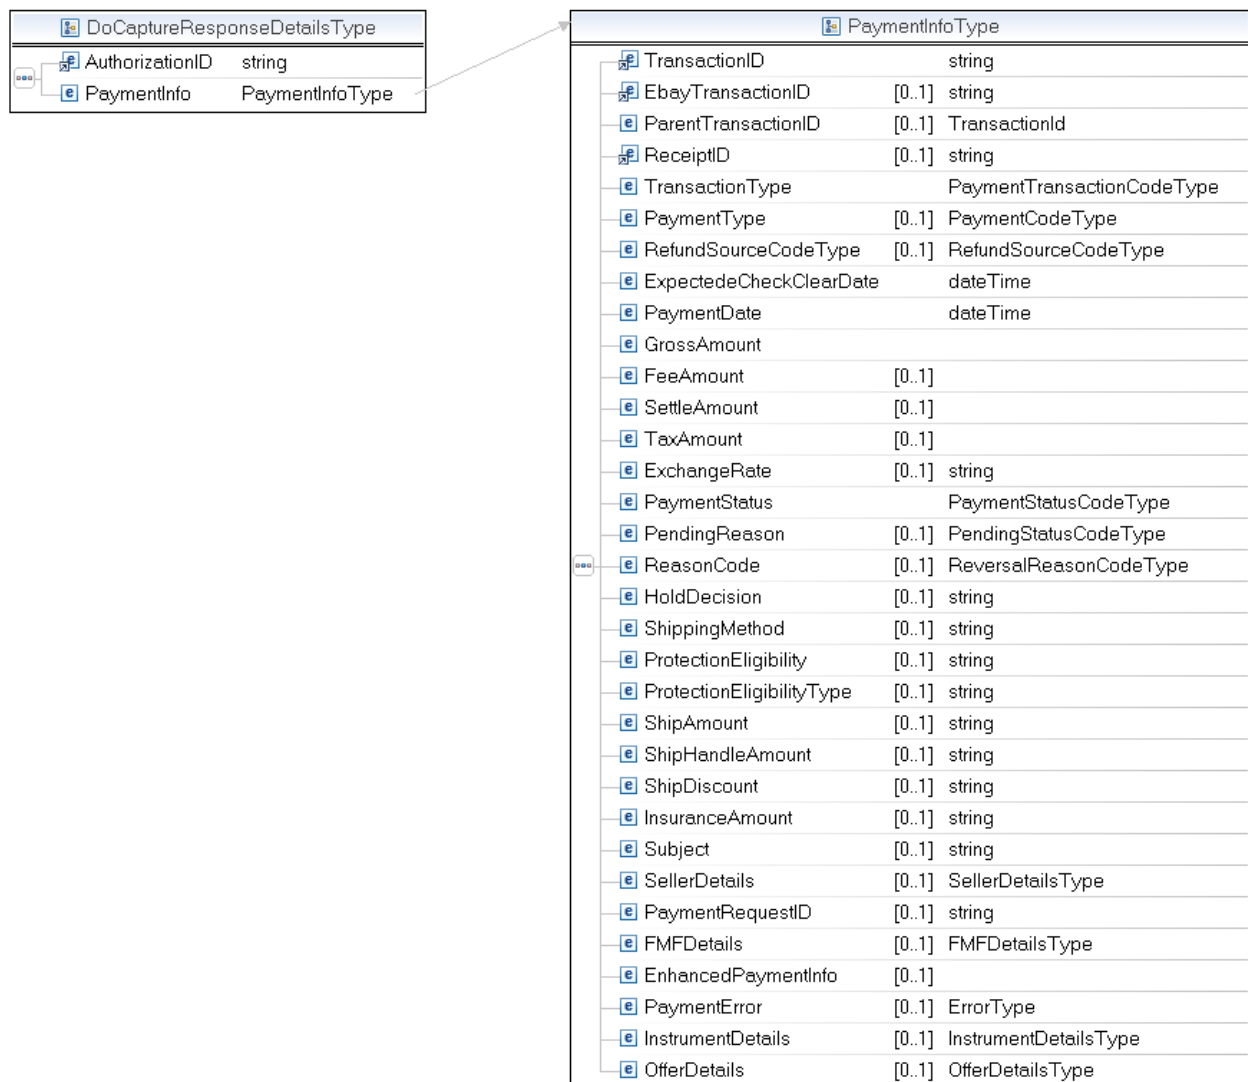 DoCaptureResponseDetailsType
AuthorizationID string
PaymentInfo PaymentInfoType
PaymentInfoType
TransactionID string
EbayTransactionID [0..1] string
ParentTransactionID [0..1] TransactionId
ReceiptID [0..1] string
TransactionType PaymentTransactionCodeType
PaymentType [0..1] PaymentCodeType
RefundSourceCodeType [0..1] RefundSourceCodeType
ExpectedeCheckClearDate dateTime
PaymentDate dateTime
GrossAmount
FeeAmount [0..1]
SettleAmount [0..1]
TaxAmount [0..1]
ExchangeRate [0..1] string
PaymentStatus PaymentStatusCodeType
PendingReason [0..1] PendingStatusCodeType
ReasonCode [0..1] ReversalReasonCodeType
HoldDecision [0..1] string
ShippingMethod [0..1] string
ProtectionEligibility [0..1] string
ProtectionEligibilityType [0..1] string
ShipAmount [0..1] string
ShipHandleAmount [0..1] string
ShipDiscount [0..1] string
InsuranceAmount [0..1] string
Subject [0..1] string
SellerDetails [0..1] SellerDetailsType
PaymentRequestID [0..1] string
FMFDetails [0..1] FMFDetailsType
EnhancedPaymentInfo [0..1]
PaymentError [0..1] ErrorType
InstrumentDetails [0..1] InstrumentDetailsType
OfferDetails [0..1] OfferDetailsType